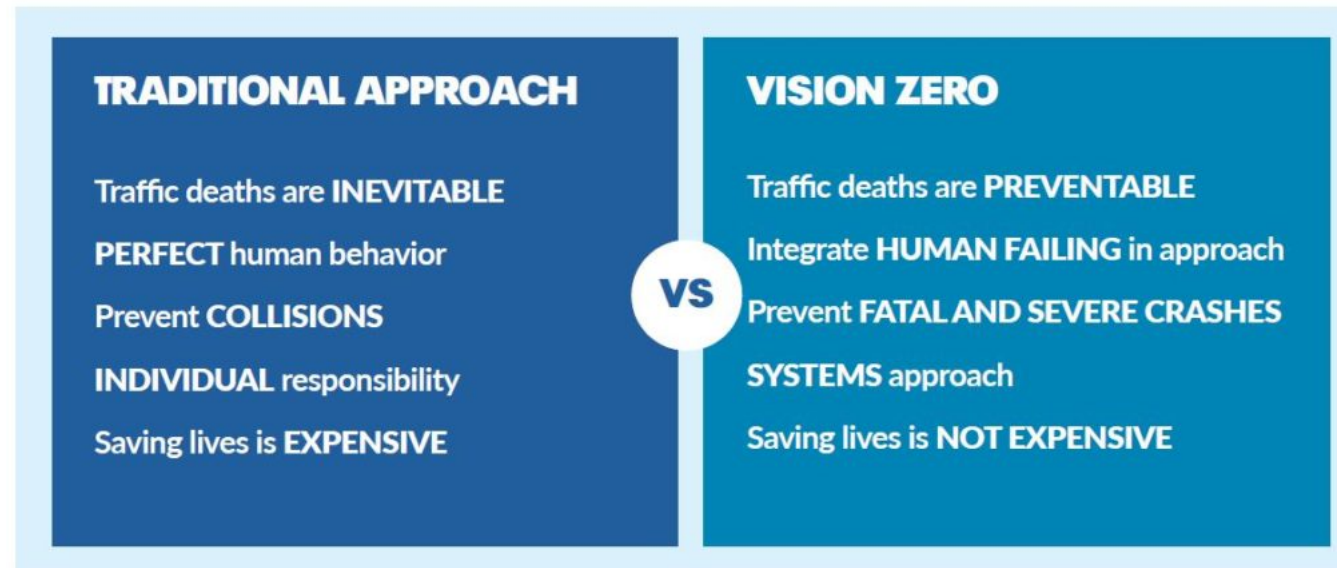 TRADITIONAL APPROACH
Traffic deaths are INEVITABLE
PERFECT human behavior
Prevent COLLISIONS
INDIVIDUAL responsibility
Saving lives is EXPENSIVE
VS
VISION ZERO
Traffic deaths are PREVENTABLE
Integrate HUMAN FAILING in approach
Prevent FATAL AND SEVERE CRASHES
SYSTEMS approach
Saving lives is NOT EXPENSIVE